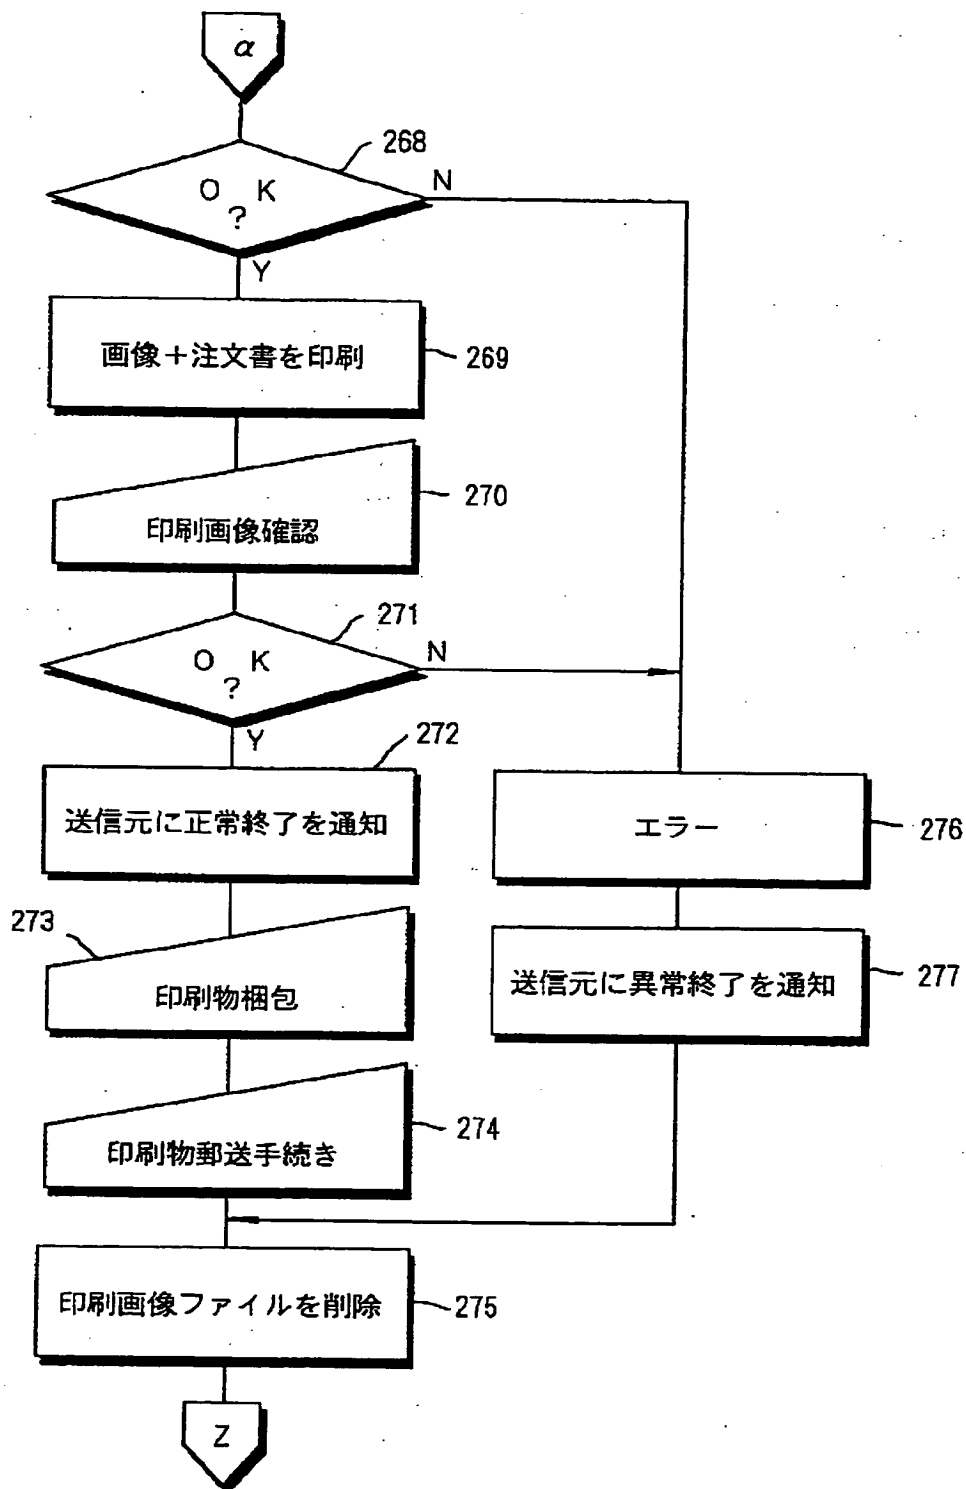 α
268
O K
?
N
Y
画像+注文書を印刷
269
270
印刷画像確認
271
O K
?
N
Y
272
送信元に正常終了を通知
エラー
276
273
印刷物梱包
送信元に異常終了を通知
277
印刷物郵送手続き
274
印刷画像ファイルを削除
275
Z